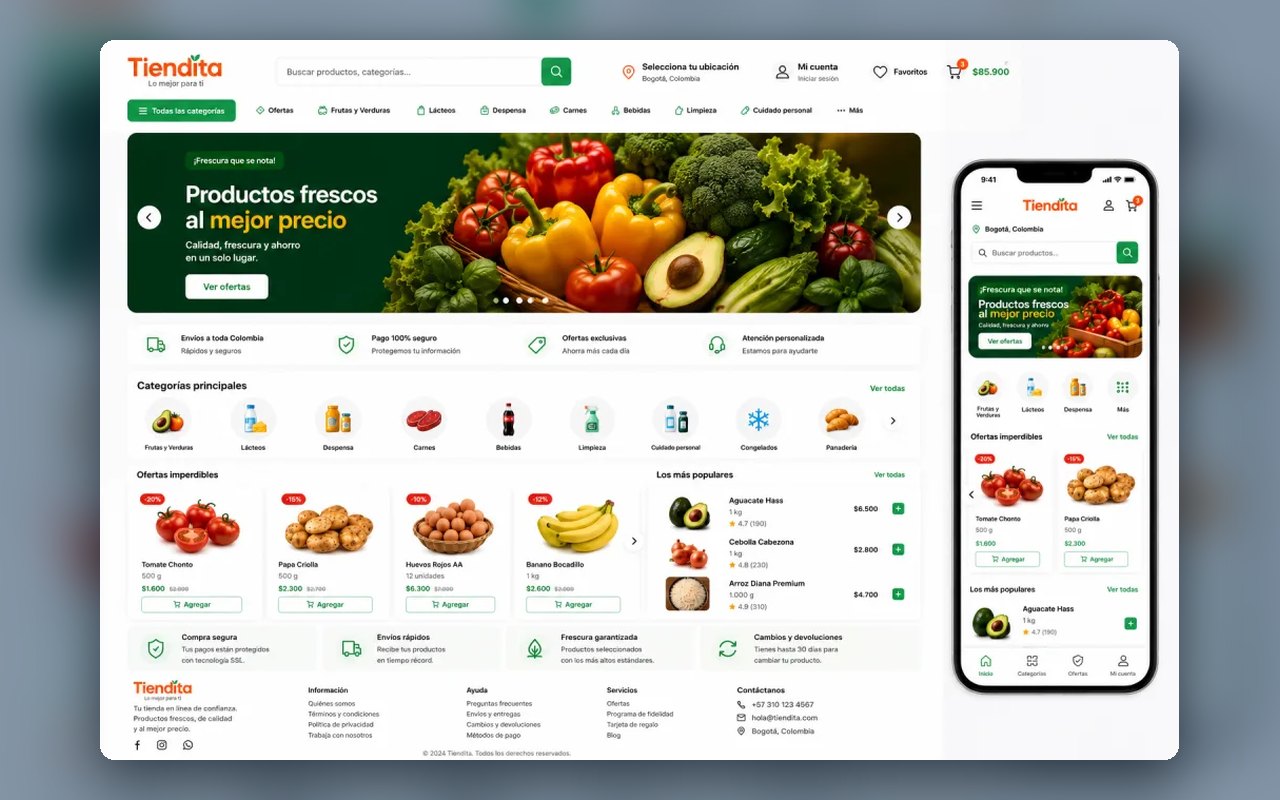 Tiendita
Lo mejor para ti
Buscar productos, categorías...
Selecciona tu ubicación
Bogotá, Colombia
Mi cuenta
Iniciar sesión
Favoritos
3
$85.900
Todas las categorías
Ofertas
Frutas y Verduras
Lácteos
Despensa
Carnes
Bebidas
Limpieza
Cuidado personal
Más
¡Frescura que se nota!
Productos frescos
al mejor precio
Calidad, frescura y ahorro
en un solo lugar.
Ver ofertas
Envíos a toda Colombia
Rápidos y seguros
Pago 100% seguro
Protegemos tu información
Ofertas exclusivas
Ahorra más cada día
Atención personalizada
Estamos para ayudarte
Categorías principales
Ver todas
Frutas y Verduras
Lácteos
Despensa
Carnes
Bebidas
Limpieza
Cuidado personal
Congelados
Panadería
Ofertas imperdibles
-20%
Tomate Chonto
500 g
$1.600
Agregar
-15%
Papa Criolla
500 g
$2.300
Agregar
-10%
Huevos Rojos AA
12 unidades
$6.300
Agregar
-12%
Banano Bocadillo
1 kg
$2.600
Agregar
Los más populares
Ver todas
Aguacate Hass
1 kg
4.7 (190)
$6.500
Cebolla Cabezona
1 kg
4.8 (230)
$2.800
Arroz Diana Premium
1.000 g
4.9 (310)
$4.700
Compra segura
Tus pagos están protegidos
con tecnología SSL.
Envíos rápidos
Recibe tus productos
en tiempo récord.
Frescura garantizada
Productos seleccionados
con los más altos estándares.
Cambios y devoluciones
Tienes hasta 30 días para
cambiar tu producto.
Tiendita
Lo mejor para ti
Tu tienda en línea de confianza.
Productos frescos, de calidad
y al mejor precio.
Información
Quiénes somos
Términos y condiciones
Política de privacidad
Trabaja con nosotros
Ayuda
Preguntas frecuentes
Envíos y entregas
Cambios y devoluciones
Métodos de pago
Servicios
Ofertas
Programa de fidelidad
Tarjeta de regalo
Blog
Contáctanos
+57 310 123 4567
hola@tiendita.com
Bogotá, Colombia
© 2024 Tiendita. Todos los derechos reservados.
9:41
Tiendita
3
Bogotá, Colombia
Buscar productos...
¡Frescura que se nota!
Productos frescos
al mejor precio
Calidad, frescura y ahorro
Ver ofertas
Frutas y
Verduras
Lácteos
Despensa
Más
Ofertas imperdibles
Ver todas
Tomate Chonto
500 g
$1.600
Agregar
-15%
Papa Criolla
500 g
$2.300
Agregar
Los más populares
Ver todas
Aguacate Hass
1 kg
4.7 (190)
Inicio
Categorías
Ofertas
Mi cuenta